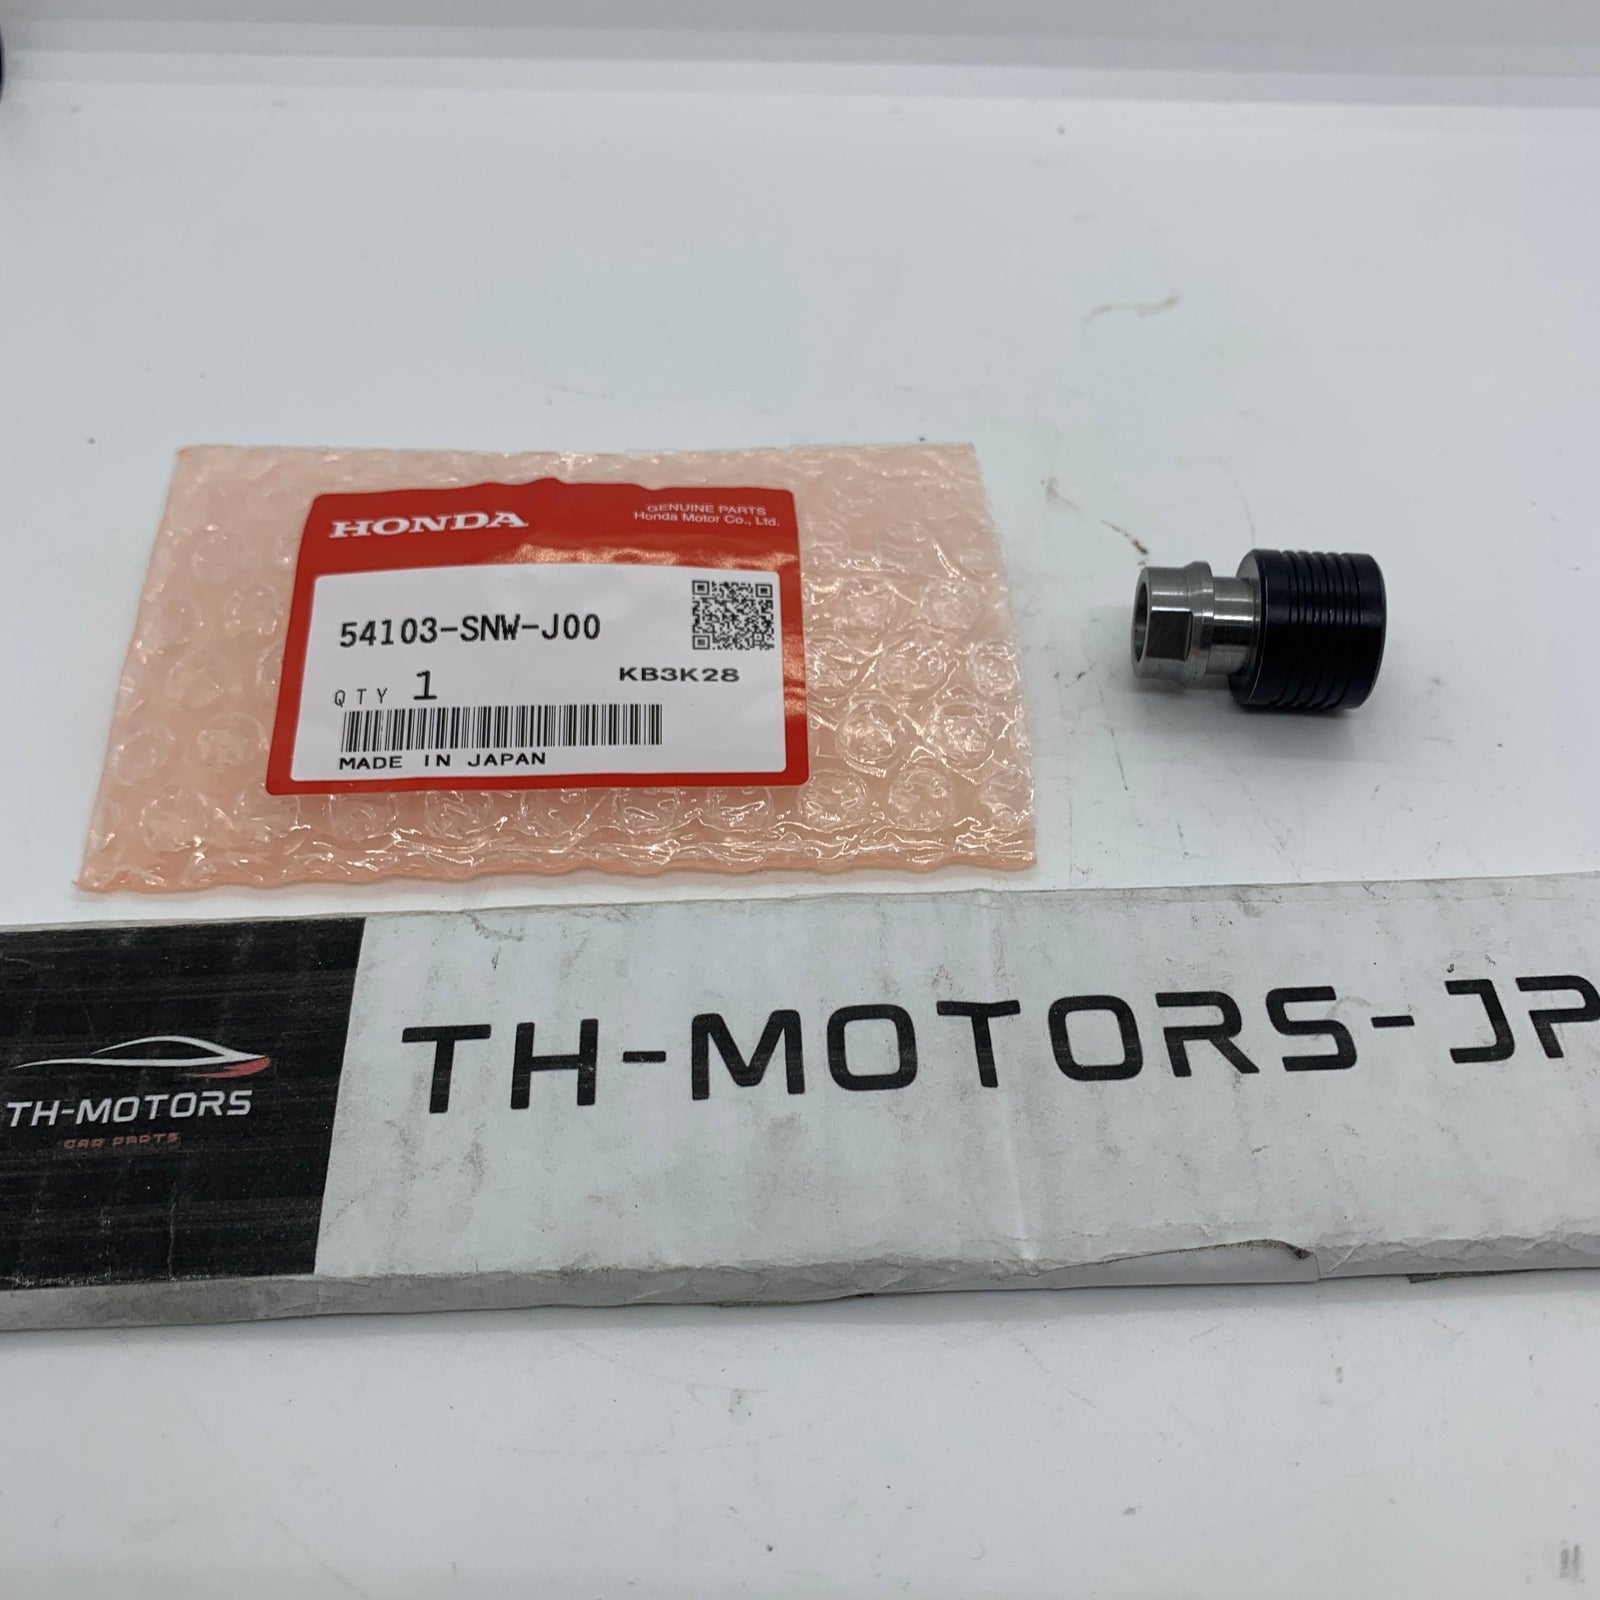 HONDA
GENUINE PARTS
Honda Motor Co., Ltd.
54103-SNW-J00
KB3K28
QTY 1
MADE IN JAPAN
TH-MOTORS
CAR PARTS
TH-MOTORS-JP